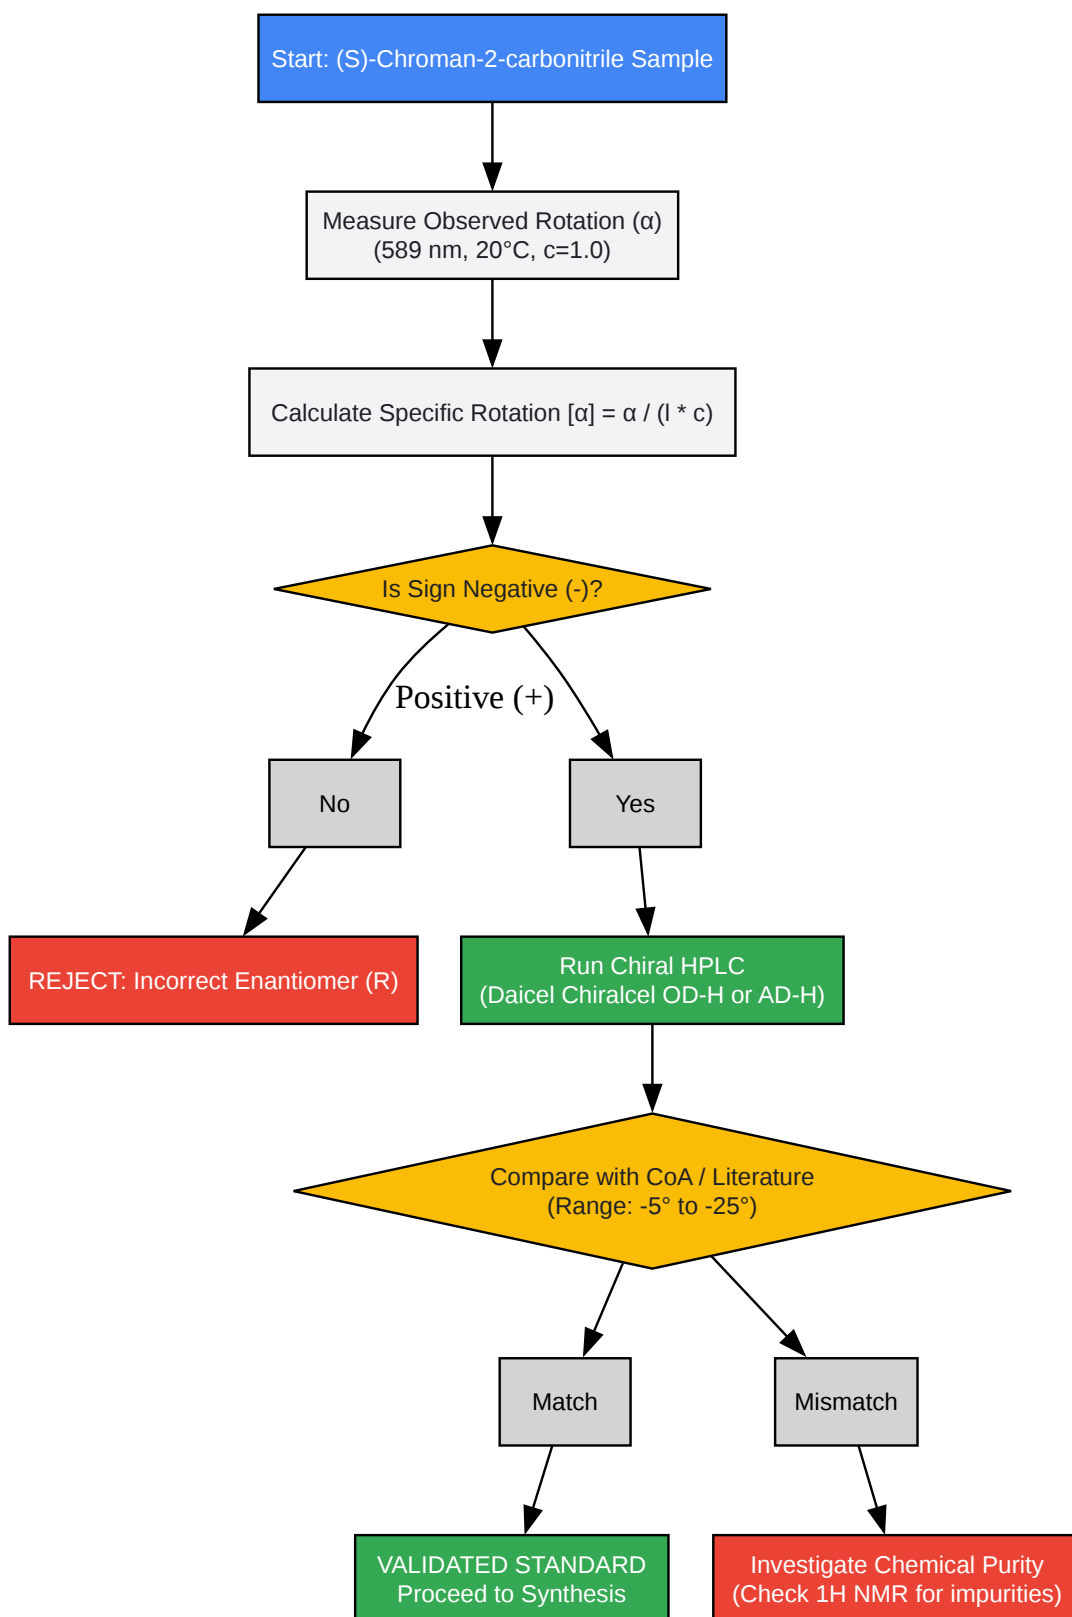 Start: (S)-Chroman-2-carbonitrile Sample
Measure Observed Rotation (α)
(589 nm, 20°C, c=1.0)
Calculate Specific Rotation [α] = α / (l * c)
Is Sign Negative (-)?
Positive (+)
No
Yes
REJECT: Incorrect Enantiomer (R)
Run Chiral HPLC
(Daicel Chiralcel OD-H or AD-H)
Compare with CoA / Literature
(Range: -5° to -25°)
Match
Mismatch
VALIDATED STANDARD
Proceed to Synthesis
Investigate Chemical Purity
(Check 1H NMR for impurities)